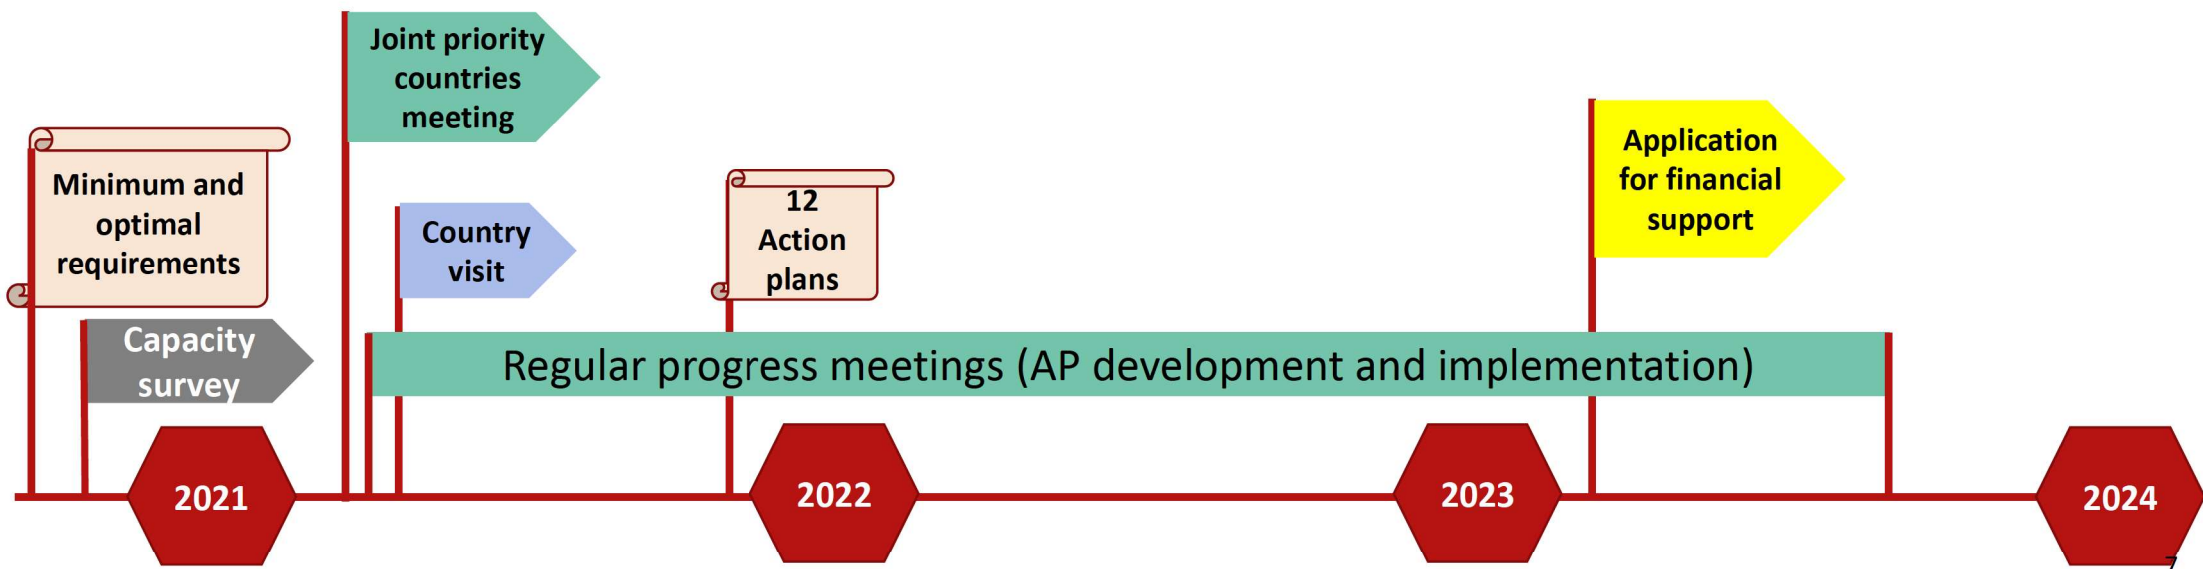 Joint priority
countries
meeting
Minimum and
optimal
requirements
Country
visit
12
Action
plans
Application
for financial
support
Capacity
survey
Regular progress meetings (AP development and implementation)
2021
2022
2023
2024
7